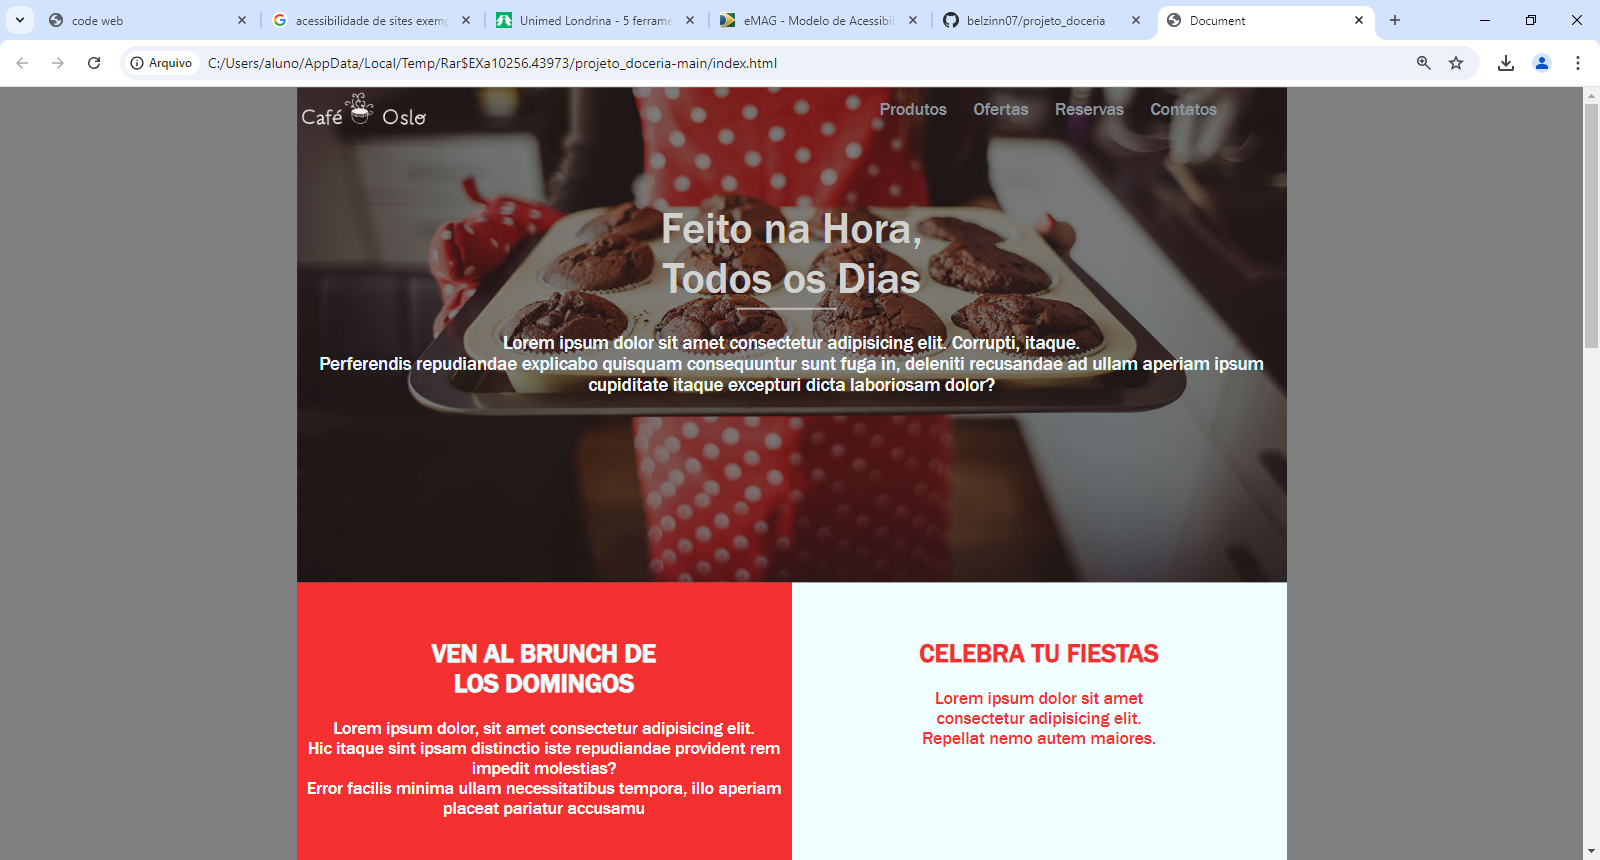 code web
acessibilidade de sites exemp
Unimed Londrina - 5 ferrame
eMAG - Modelo de Acessibil
belzinn07/projeto_doceria
Document
Arquivo
C:/Users/aluno/AppData/Local/Temp/Rar$EXa10256.43973/projeto_doceria-main/index.html
Café Oslo
Produtos Ofertas Reservas Contatos
Feito na Hora,
Todos os Dias
Lorem ipsum dolor sit amet consectetur adipisicing elit. Corrupti, itaque.
Perferendis repudiandae explicabo quisquam consequuntur sunt fuga in, deleniti recusandae ad ullam aperiam ipsum
cupiditate itaque excepturi dicta laboriosam dolor?
VEN AL BRUNCH DE
LOS DOMINGOS
Lorem ipsum dolor, sit amet consectetur adipisicing elit.
Hic itaque sint ipsam distinctio iste repudiandae provident rem
impedit molestias?
Error facilis minima ullam necessitatibus tempora, illo aperiam
placeat pariatur accusamu
CELEBRA TU FIESTAS
Lorem ipsum dolor sit amet
consectetur adipisicing elit.
Repellat nemo autem maiores.